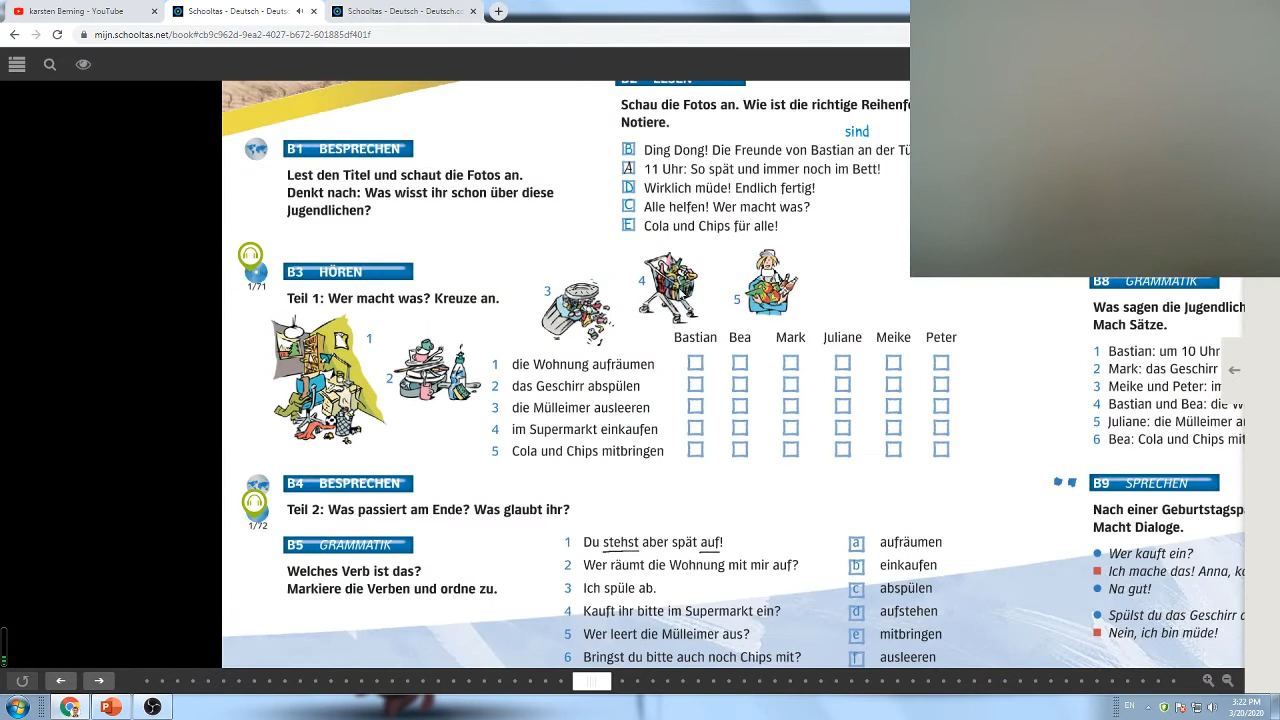 karsten Berning - YouTube
Schooltas - Deutsch - Deutsch.:
Schooltas - Deutsch - Deutsch.co
mijn.schooltas.net/book#cb9c962d-9ea2-4027-b672-601885df401f
Schau die Fotos an. Wie ist die richtige
Notiere.
sind
B Ding Dong! Die Freunde von Bastian an der
A 11 Uhr: So spät und immer noch im Bett!
D Wirklich müde! Endlich fertig!
C Alle helfen! Wer macht was?
E Cola und Chips für alle!
B1 BESPRECHEN
Lest den Titel und schaut die Fotos an.
Denkt nach: Was wisst ihr schon über diese
Jugendlichen?
B3 HÖREN
1/71
Teil 1: Wer macht was? Kreuze an.
1
2
3
4
5
Bastian Bea Mark Juliane Meike Peter
1 die Wohnung aufräumen
2 das Geschirr abspülen
3 die Mülleimer ausleeren
4 im Supermarkt einkaufen
5 Cola und Chips mitbringen
B4 BESPRECHEN
1/72
Teil 2: Was passiert am Ende? Was glaubt ihr?
B5 GRAMMATIK
Welches Verb ist das?
Markiere die Verben und ordne zu.
1 Du stehst aber spät auf!
2 Wer räumt die Wohnung mit mir auf?
3 Ich spüle ab.
4 Kauft ihr bitte im Supermarkt ein?
5 Wer leert die Mülleimer aus?
6 Bringst du bitte auch noch Chips mit?
a aufräumen
b einkaufen
c abspülen
d aufstehen
e mitbringen
f ausleeren
B8 GRAMMATIK
Was sagen die
Mach Sätze.
1 Bastian: um 10 Uhr
2 Mark: das Geschirr
3 Meike und Peter:
4 Bastian und Bea:
5 Juliane: die Mülleimer
6 Bea: Cola und Chips
B9 SPRECHEN
Nach einer
Macht Dialoge.
Wer kauft ein?
Ich mache das! Anna,
Na gut!
Spülst du das Geschirr
Nein, ich bin müde!
EN
3:22 PM
3/20/2020